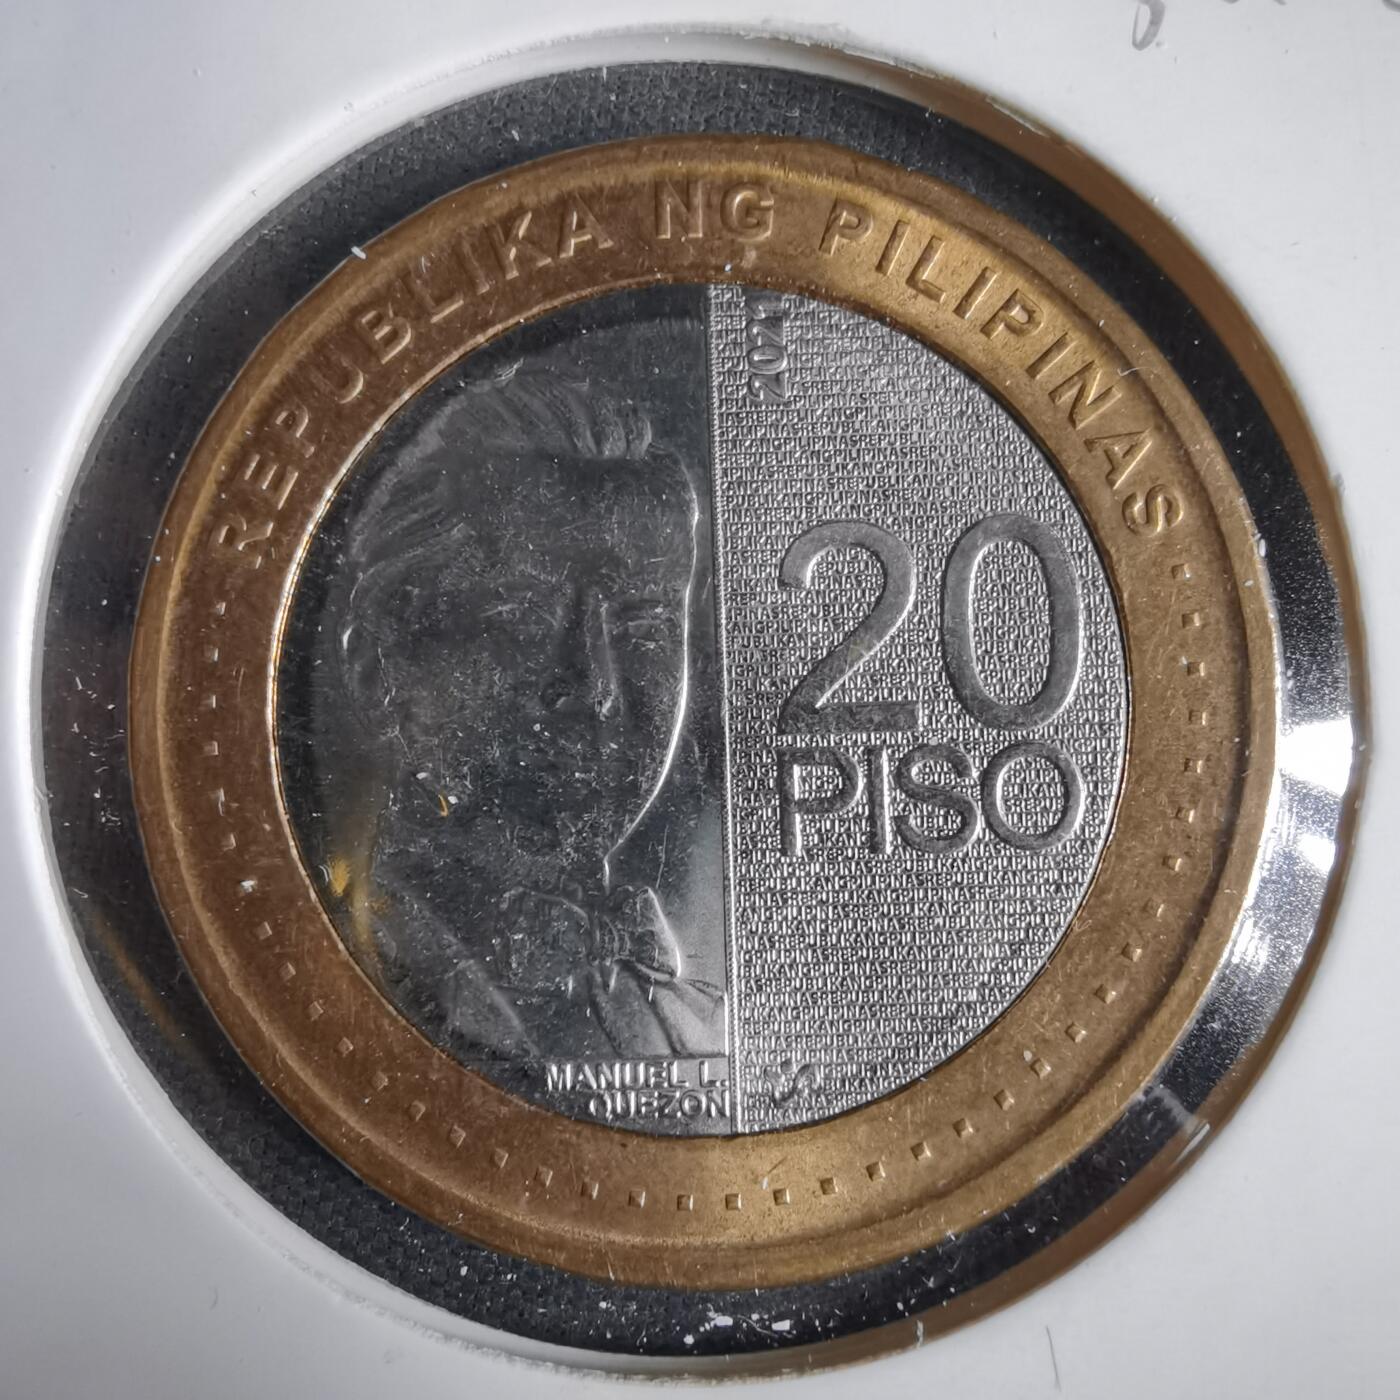 REPUBLIKA NG PILIPINAS
2021
20
PISO
MANUEL L.
QUEZON